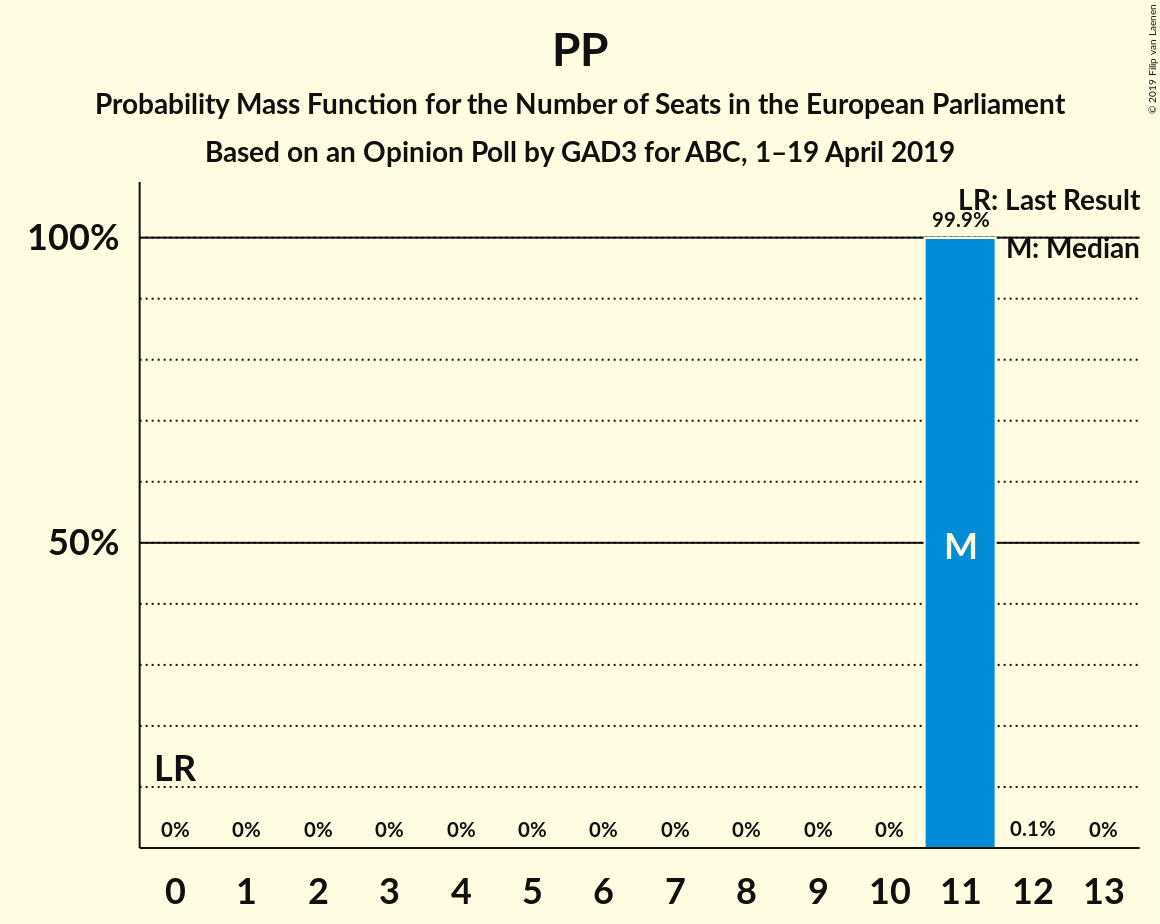 PP
Probability Mass Function for the Number of Seats in the European Parliament
Based on an Opinion Poll by GAD3 for ABC, 1–19 April 2019
© 2019 Filip van Laenen
LR: Last Result
M: Median
99.9%
100%
50%
M
LR
0% 0% 0% 0% 0% 0% 0% 0% 0% 0% 0% 0.1% 0%
0 1 2 3 4 5 6 7 8 9 10 11 12 13